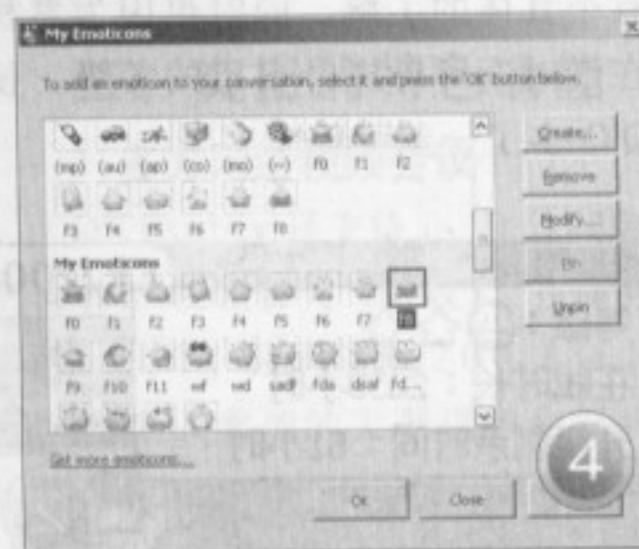 My Emoticons
To add an emoticon to your conversation, select it and press the 'OK' button below.
(mp) (au) (ap) (co) (mo) (~) f0 f1 f2
f3 f4 f5 f6 f7 f8
My Emoticons
f0 f1 f2 f3 f4 f5 f6 f7 f8
f9 f10 f11 wf sadf fda dsaf fd...
Get more emoticons...
Create...
Remove
Modify...
Pin
Unpin
OK
Close
4